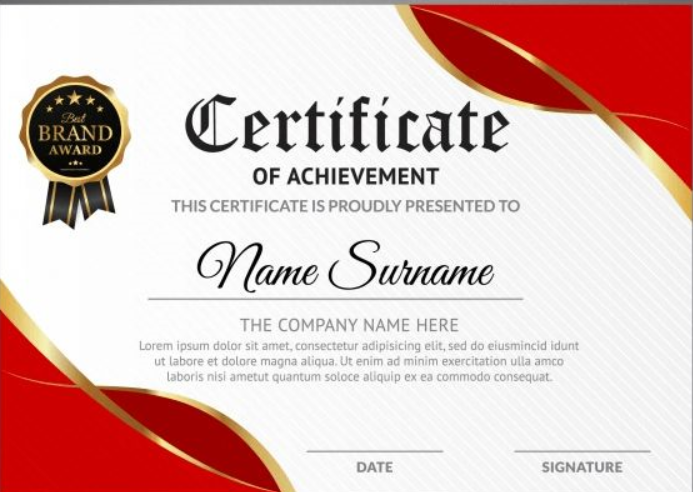 Best
BRAND
AWARD
Certificate
OF ACHIEVEMENT
THIS CERTIFICATE IS PROUDLY PRESENTED TO
Name Surname
THE COMPANY NAME HERE
Lorem ipsum dolor sit amet, consectetur adipisicing elit, sed do eiusmincid idunt
ut labore et dolore magna aliqua. Ut enim ad minim exercitation ulla amco
laboris nisi ametut quantum soloce aliquip ex ea commodo consequat.
DATE
SIGNATURE